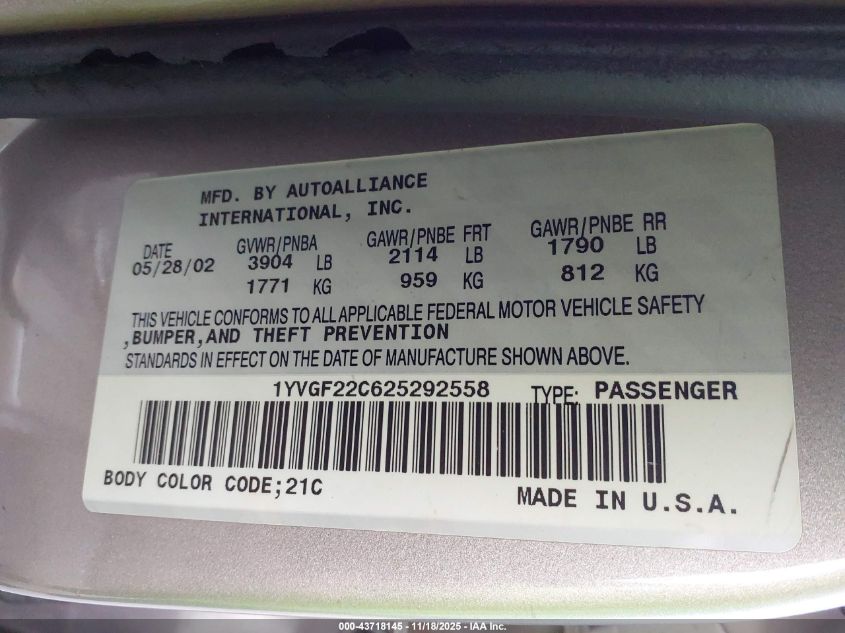 MFD. BY AUTOALLIANCE
INTERNATIONAL, INC.
DATE GVWR/PNBA GAWR/PNBE FRT GAWR/PNBE RR
05/28/02 3904 LB 2114 LB 1790 LB
1771 KG 959 KG 812 KG
THIS VEHICLE CONFORMS TO ALL APPLICABLE FEDERAL MOTOR VEHICLE SAFETY
,BUMPER,AND THEFT PREVENTION
STANDARDS IN EFFECT ON THE DATE OF MANUFACTURE SHOWN ABOVE.
1YVGF22C625292558 TYPE: PASSENGER
BODY COLOR CODE;21C MADE IN U.S.A.
000-43718145 - 11/18/2025 - IAA Inc.